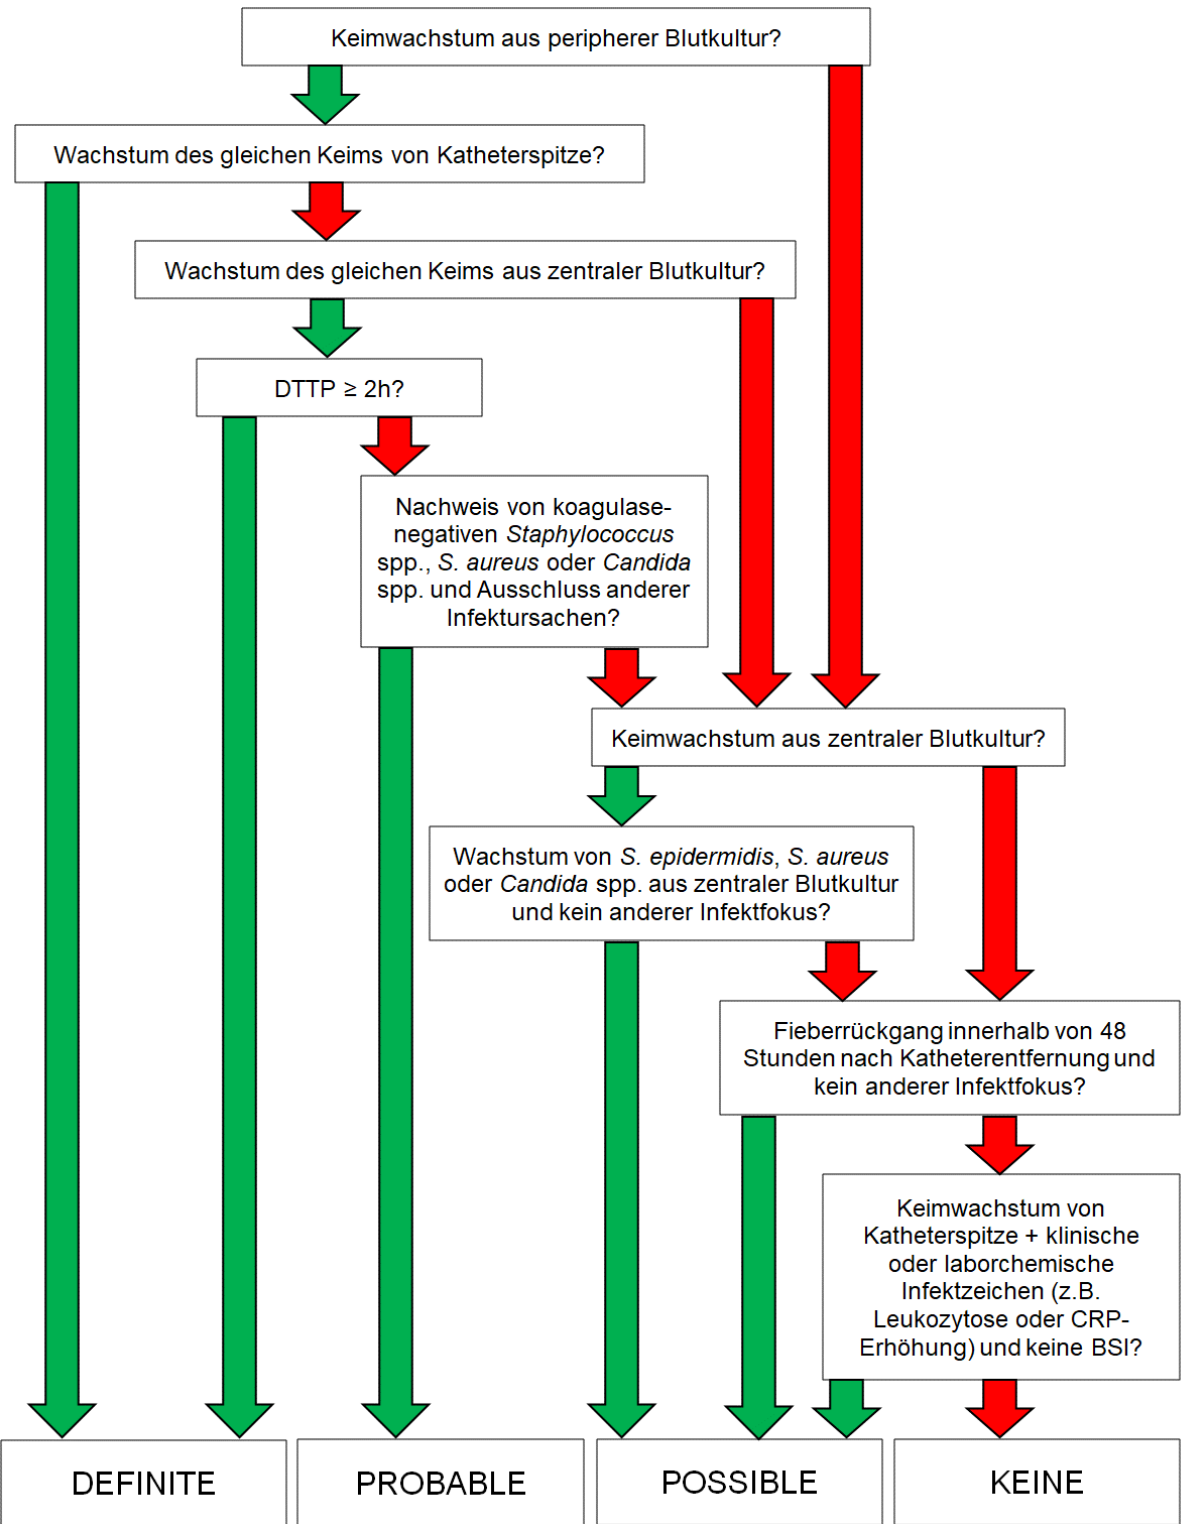 Keimwachstum aus peripherer Blutkultur?
Wachstum des gleichen Keims von Katheterspitze?
Wachstum des gleichen Keims aus zentraler Blutkultur?
DTTP ≥ 2h?
Nachweis von koagulase-
negativen Staphylococcus
spp., S. aureus oder Candida
spp. und Ausschluss anderer
Infektursachen?
Keimwachstum aus zentraler Blutkultur?
Wachstum von S. epidermidis, S. aureus
oder Candida spp. aus zentraler Blutkultur
und kein anderer Infektfokus?
Fieberrückgang innerhalb von 48
Stunden nach Katheterentfernung und
kein anderer Infektfokus?
Keimwachstum von
Katheterspitze + klinische
oder laborchemische
Infektzeichen (z.B.
Leukozytose oder CRP-
Erhöhung) und keine BSI?
DEFINITE
PROBABLE
POSSIBLE
KEINE